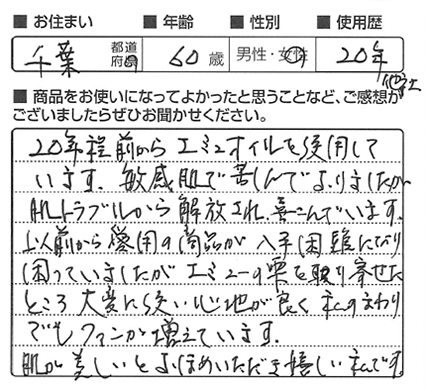 ■ お住まい ■ 年齢 ■ 性別 ■ 使用歴
千葉 都道府県 60歳 男性・女性 20年
■ 商品をお使いになってよかったと思うことなど、ご感想が
ございましたらぜひお聞かせください。
20年程前からエミューオイルを使用して
います。敏感肌で苦しんでおりましたが
肌トラブルから解放され、喜こんでいます。
以前から愛用の商品が入手困難になり
困っていましたがエミューの雫を取り寄せた
ところ大変に使い心地が良く私のまわり
でもファンが増えています。
肌が美しいとよくほめいただき嬉しい私です。